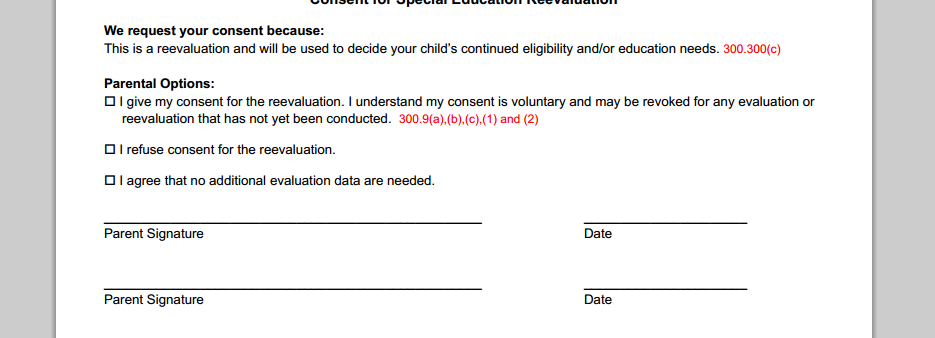 Consent for Special Education Reevaluation
We request your consent because:
This is a reevaluation and will be used to decide your child's continued eligibility and/or education needs. 300.300(c)
Parental Options:
☐ I give my consent for the reevaluation. I understand my consent is voluntary and may be revoked for any evaluation or
reevaluation that has not yet been conducted. 300.9(a),(b),(c),(1) and (2)
☐ I refuse consent for the reevaluation.
☐ I agree that no additional evaluation data are needed.
Parent Signature Date
Parent Signature Date